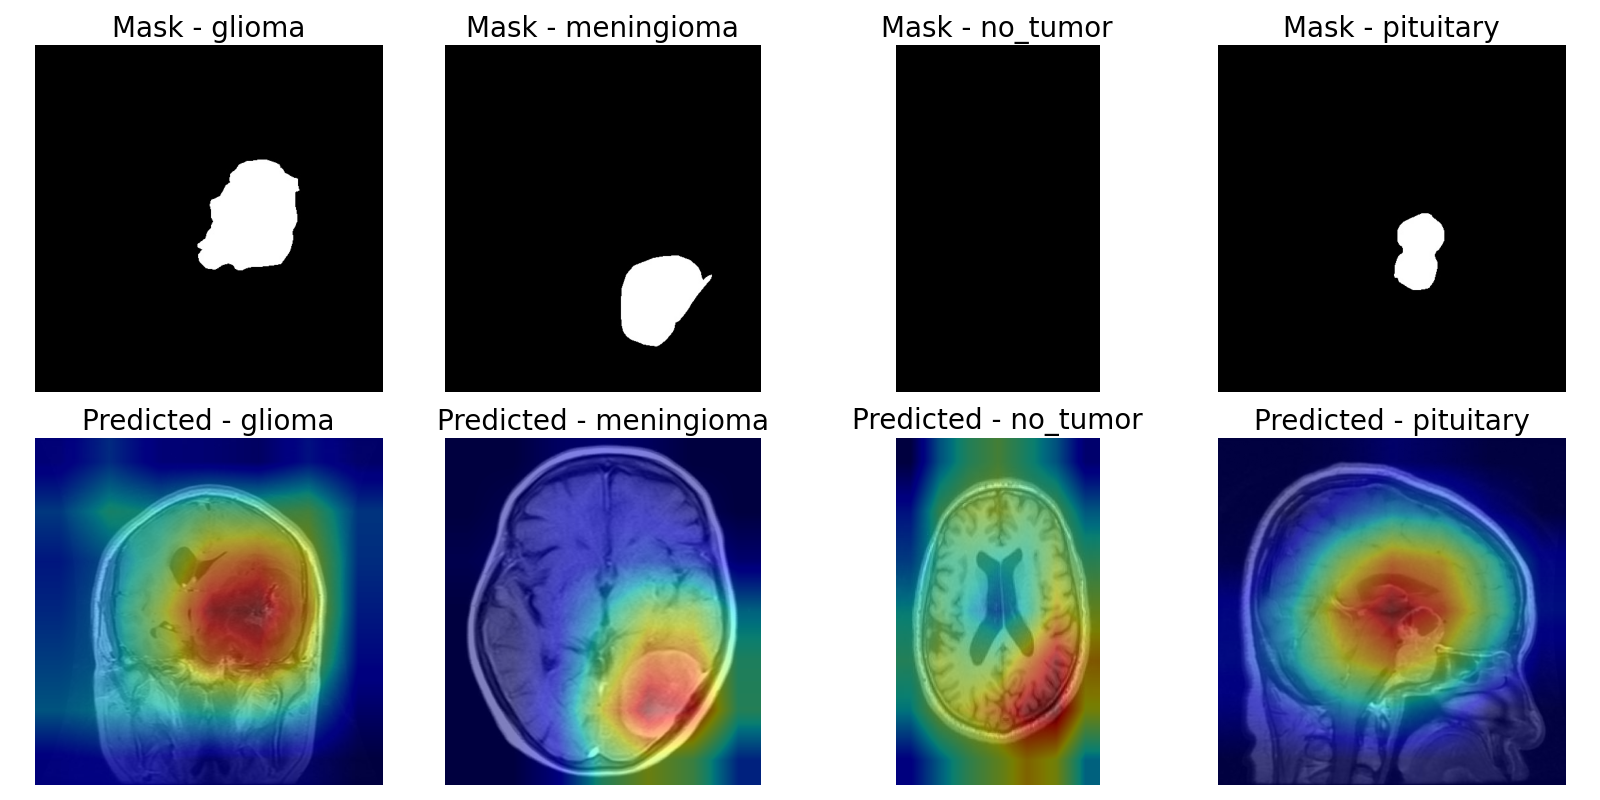 Mask - glioma
Mask - meningioma
Mask - no_tumor
Mask - pituitary
Predicted - glioma
Predicted - meningioma
Predicted - no_tumor
Predicted - pituitary